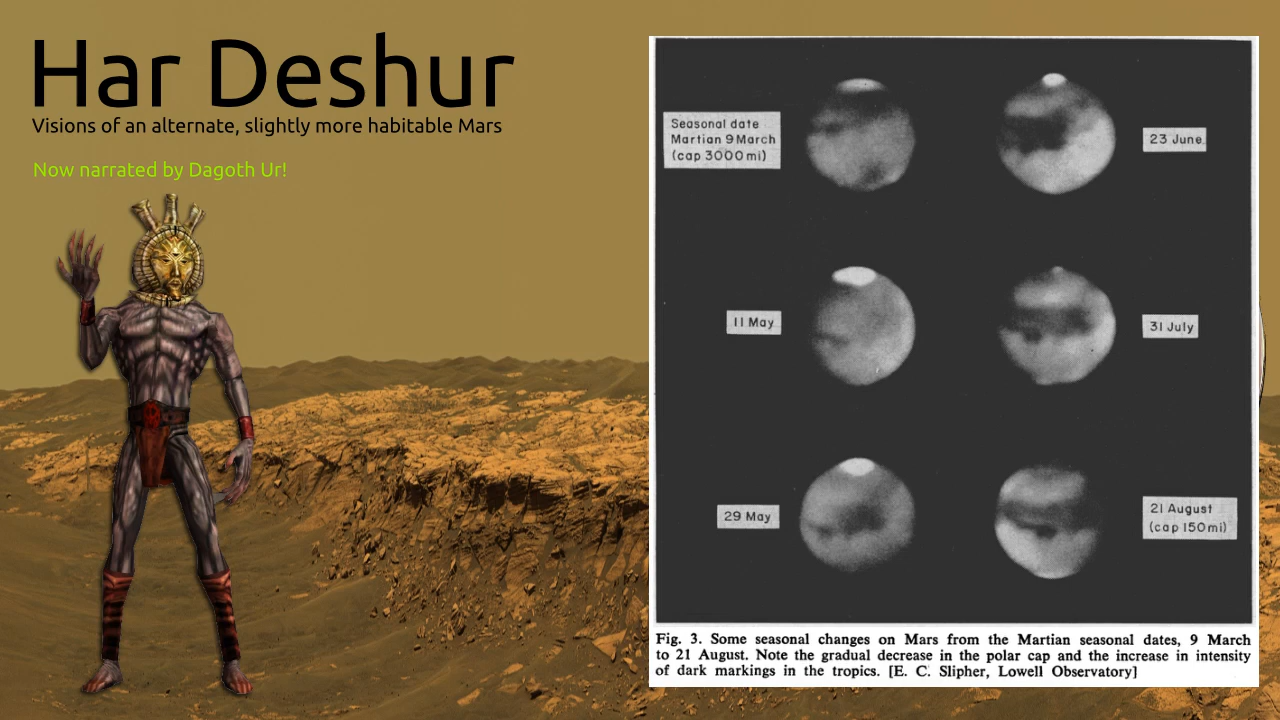 Har Deshur
Visions of an alternate, slightly more habitable Mars
Now narrated by Dagoth Ur!
Seasonal date
Martian 9 March
(cap 3000 mi)
23 June
11 May
31 July
29 May
21 August
(cap 150 mi)
Fig. 3. Some seasonal changes on Mars from the Martian seasonal dates, 9 March
to 21 August. Note the gradual decrease in the polar cap and the increase in intensity
of dark markings in the tropics. [E. C. Slipher, Lowell Observatory]